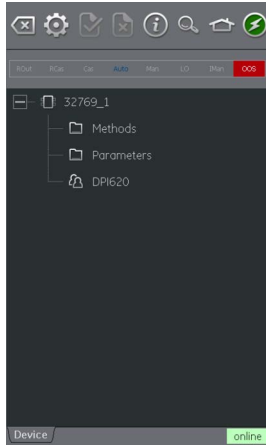 ROut RCas Cas Auto Man LO IMan OOS
32769_1
Methods
Parameters
DPI620
Device online